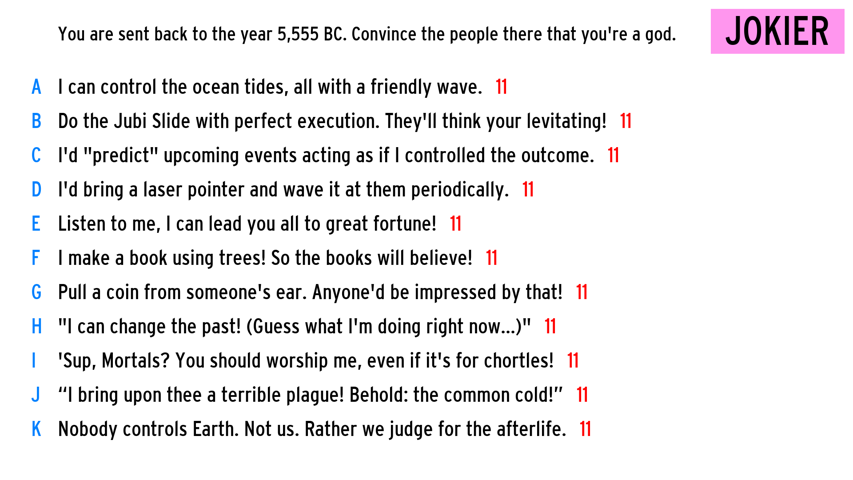 You are sent back to the year 5,555 BC. Convince the people there that you're a god.
JOKIER
A I can control the ocean tides, all with a friendly wave. 11
B Do the Jubi Slide with perfect execution. They'll think your levitating! 11
C I'd "predict" upcoming events acting as if I controlled the outcome. 11
D I'd bring a laser pointer and wave it at them periodically. 11
E Listen to me, I can lead you all to great fortune! 11
F I make a book using trees! So the books will believe! 11
G Pull a coin from someone's ear. Anyone'd be impressed by that! 11
H "I can change the past! (Guess what I'm doing right now...)" 11
I 'Sup, Mortals? You should worship me, even if it's for chortles! 11
J “I bring upon thee a terrible plague! Behold: the common cold!” 11
K Nobody controls Earth. Not us. Rather we judge for the afterlife. 11